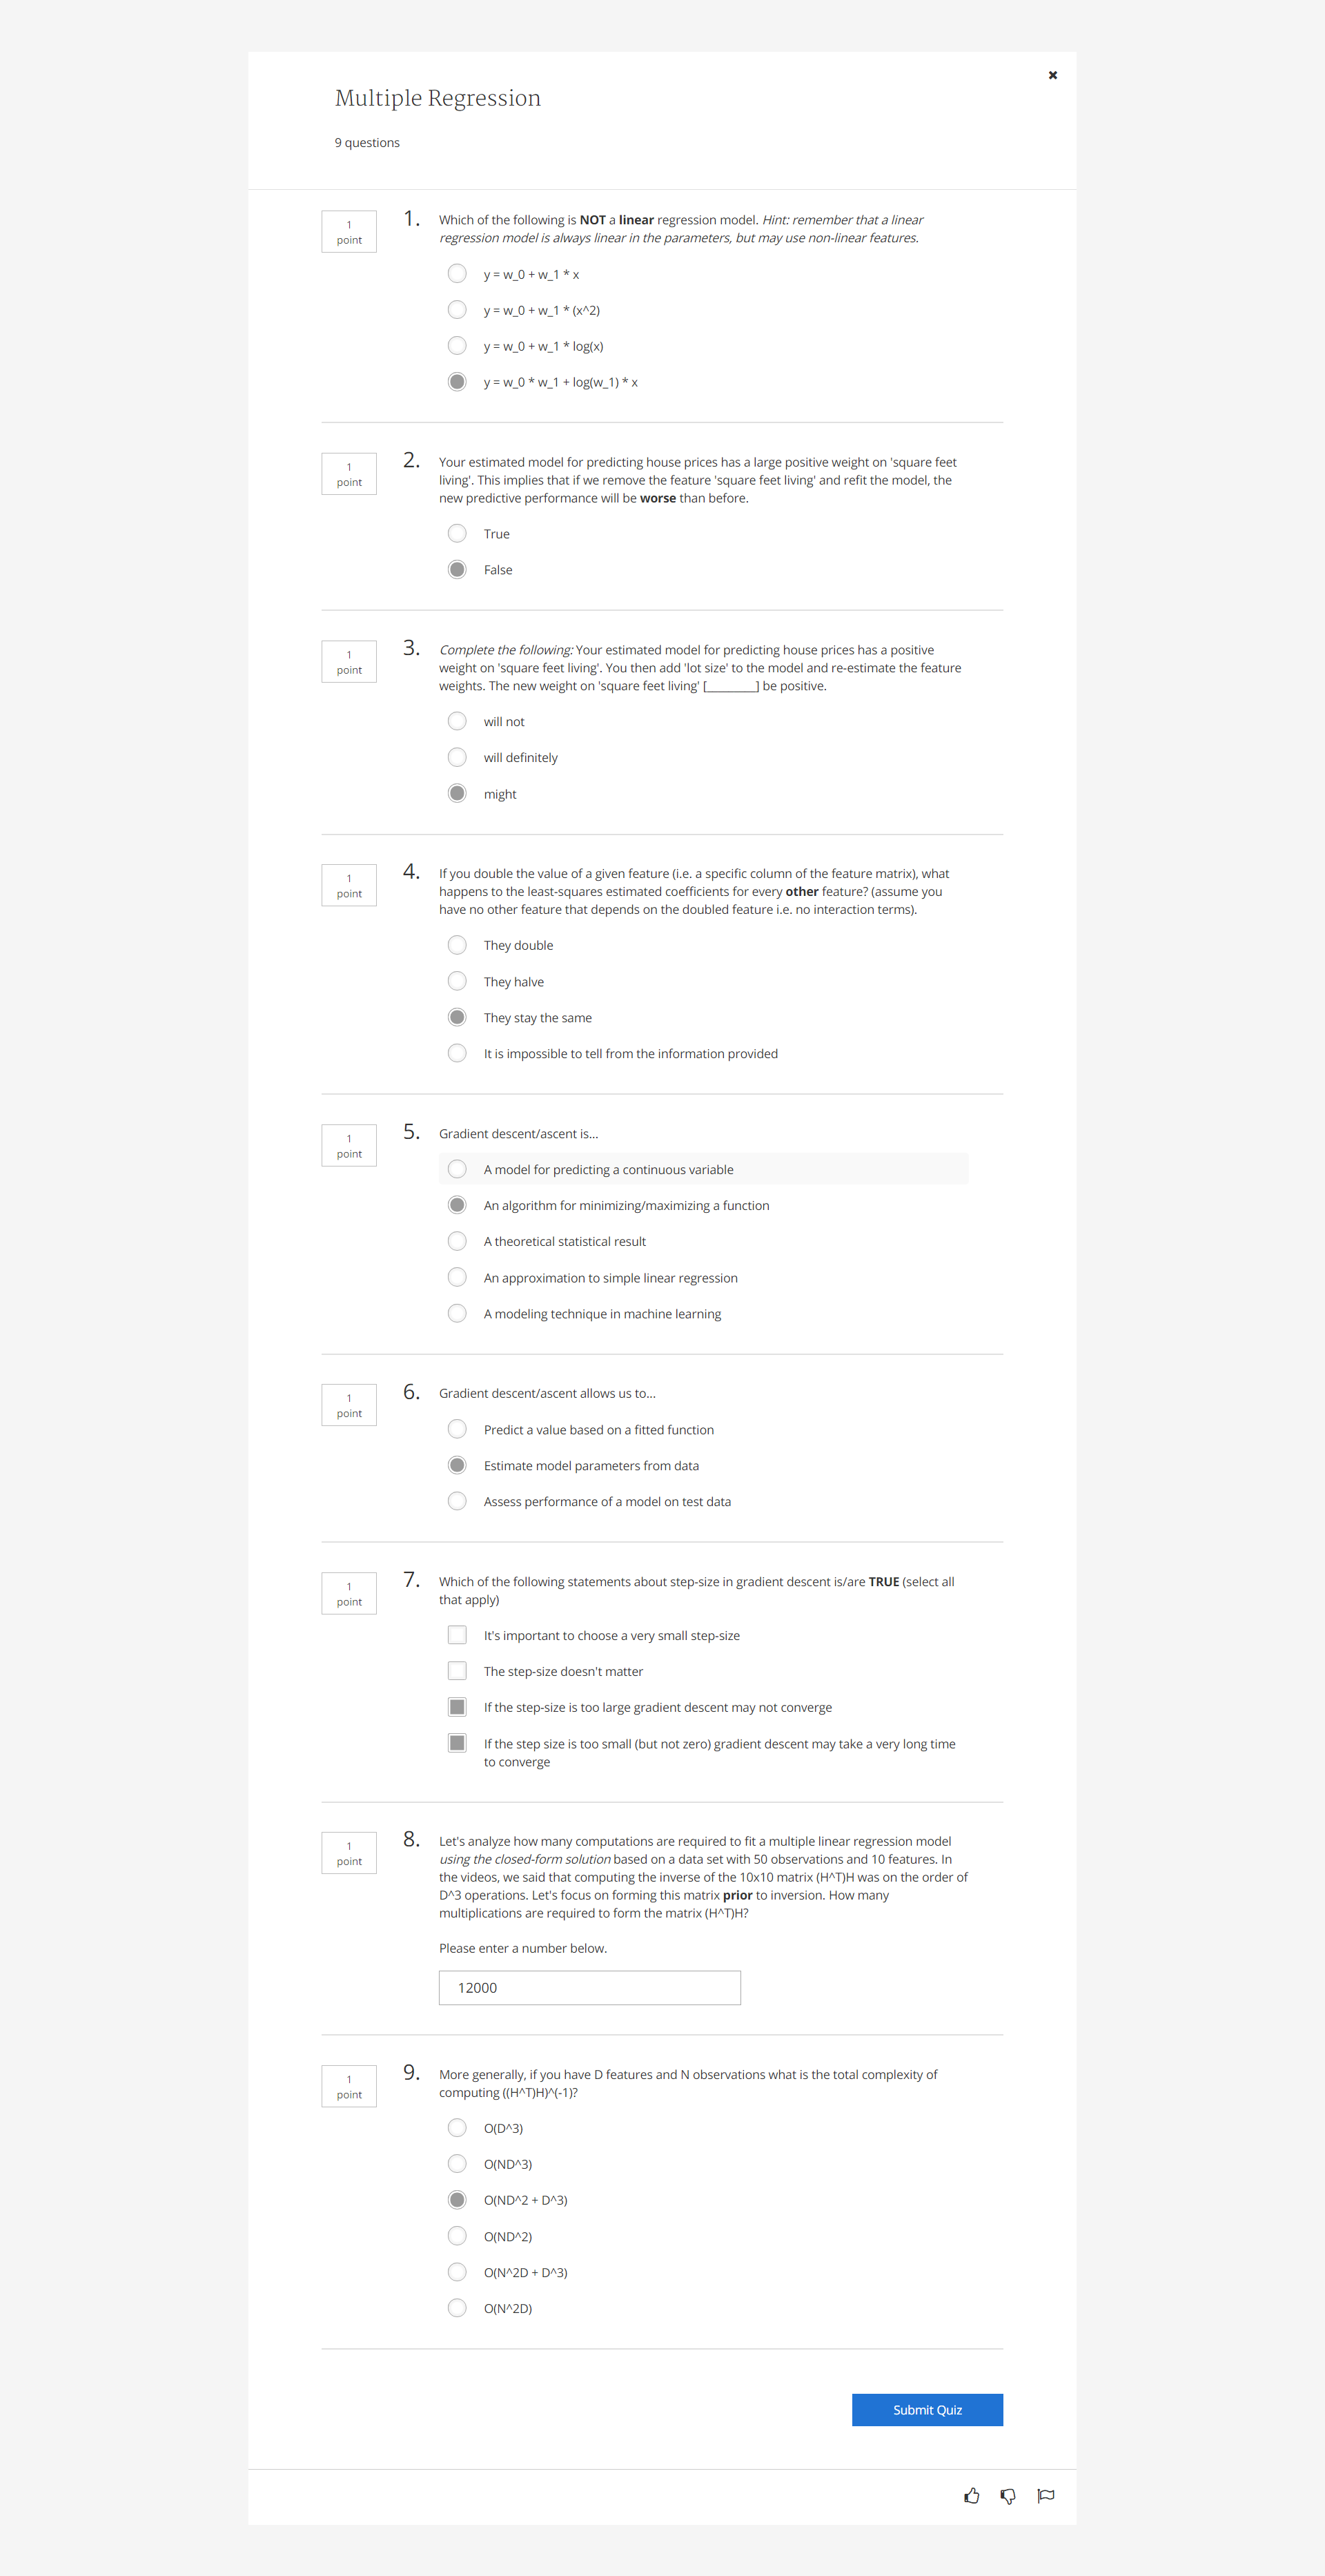 Multiple Regression
9 questions
1
point
1.
Which of the following is NOT a linear regression model. Hint: remember that a linear
regression model is always linear in the parameters, but may use non-linear features.
y = w_0 + w_1 * x
y = w_0 + w_1 * (x^2)
y = w_0 + w_1 * log(x)
y = w_0 * w_1 + log(w_1) * x
1
point
2.
Your estimated model for predicting house prices has a large positive weight on 'square feet
living'. This implies that if we remove the feature 'square feet living' and refit the model, the
new predictive performance will be worse than before.
True
False
1
point
3.
Complete the following: Your estimated model for predicting house prices has a positive
weight on 'square feet living'. You then add 'lot size' to the model and re-estimate the feature
weights. The new weight on 'square feet living' [_________] be positive.
will not
will definitely
might
1
point
4.
If you double the value of a given feature (i.e. a specific column of the feature matrix), what
happens to the least-squares estimated coefficients for every other feature? (assume you
have no other feature that depends on the doubled feature i.e. no interaction terms).
They double
They halve
They stay the same
It is impossible to tell from the information provided
1
point
5.
Gradient descent/ascent is...
A model for predicting a continuous variable
An algorithm for minimizing/maximizing a function
A theoretical statistical result
An approximation to simple linear regression
A modeling technique in machine learning
1
point
6.
Gradient descent/ascent allows us to...
Predict a value based on a fitted function
Estimate model parameters from data
Assess performance of a model on test data
1
point
7.
Which of the following statements about step-size in gradient descent is/are TRUE (select all
that apply)
It's important to choose a very small step-size
The step-size doesn't matter
If the step-size is too large gradient descent may not converge
If the step size is too small (but not zero) gradient descent may take a very long time
to converge
1
point
8.
Let's analyze how many computations are required to fit a multiple linear regression model
using the closed-form solution based on a data set with 50 observations and 10 features. In
the videos, we said that computing the inverse of the 10x10 matrix (H^T)H was on the order of
D^3 operations. Let's focus on forming this matrix prior to inversion. How many
multiplications are required to form the matrix (H^T)H?
Please enter a number below.
12000
1
point
9.
More generally, if you have D features and N observations what is the total complexity of
computing ((H^T)H)^(-1)?
O(D^3)
O(ND^3)
O(ND^2 + D^3)
O(ND^2)
O(N^2D + D^3)
O(N^2D)
Submit Quiz